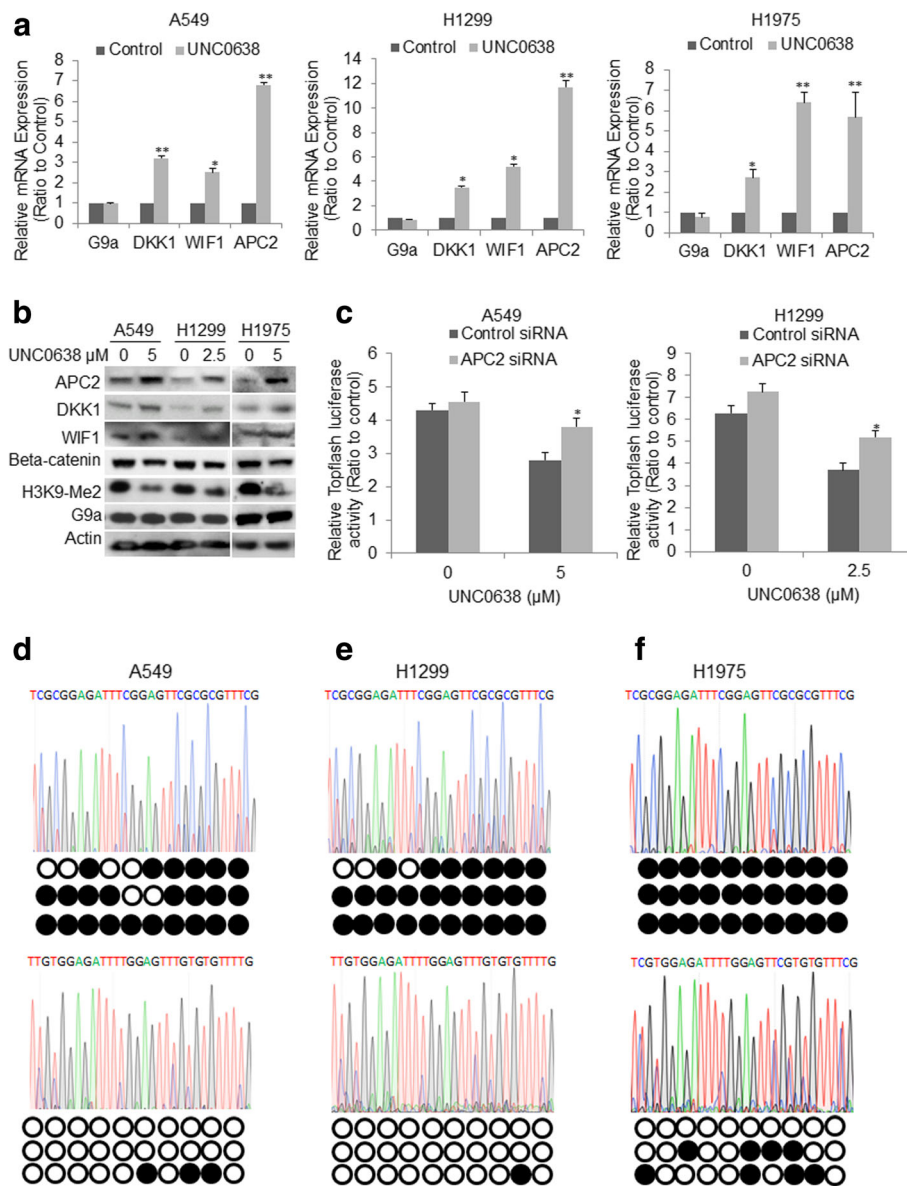 a
A549
Control UNC0638
Relative mRNA Expression
(Ratio to Control)
8
7
6
5
4
3
2
1
0
**
*
**
G9a DKK1 WIF1 APC2
H1299
Control UNC0638
Relative mRNA Expression
(Ratio to Control)
14
12
10
8
6
4
2
0
*
*
**
G9a DKK1 WIF1 APC2
H1975
Control UNC0638
Relative mRNA Expression
(Ratio to Control)
8
7
6
5
4
3
2
1
0
*
**
**
G9a DKK1 WIF1 APC2
b
A549 H1299 H1975
UNC0638 µM 0 5 0 2.5 0 5
APC2
DKK1
WIF1
Beta-catenin
H3K9-Me2
G9a
Actin
c
A549
Control siRNA
APC2 siRNA
Relative Topflash luciferase
activity (Ratio to control)
6
5
4
3
2
1
0
*
0 5
UNC0638 (µM)
H1299
Control siRNA
APC2 siRNA
Relative Topflash luciferase
activity (Ratio to control)
9
8
7
6
5
4
3
2
1
0
*
0 2.5
UNC0638 (µM)
d
A549
TCGCGGAGATTTCGGAGTTCGCGCGTTTCG
TTGTGGAGATTTTGGAGTTTGTGTGTTTTG
e
H1299
TCGCGGAGATTTCGGAGTTCGCGCGTTTCG
TTGTGGAGATTTTGGAGTTTGTGTGTTTTG
f
H1975
TCGCGGAGATTTCGGAGTTCGCGCGTTTCG
TCGTGGAGATTTTGGAGTTCGTGTGTTTCG